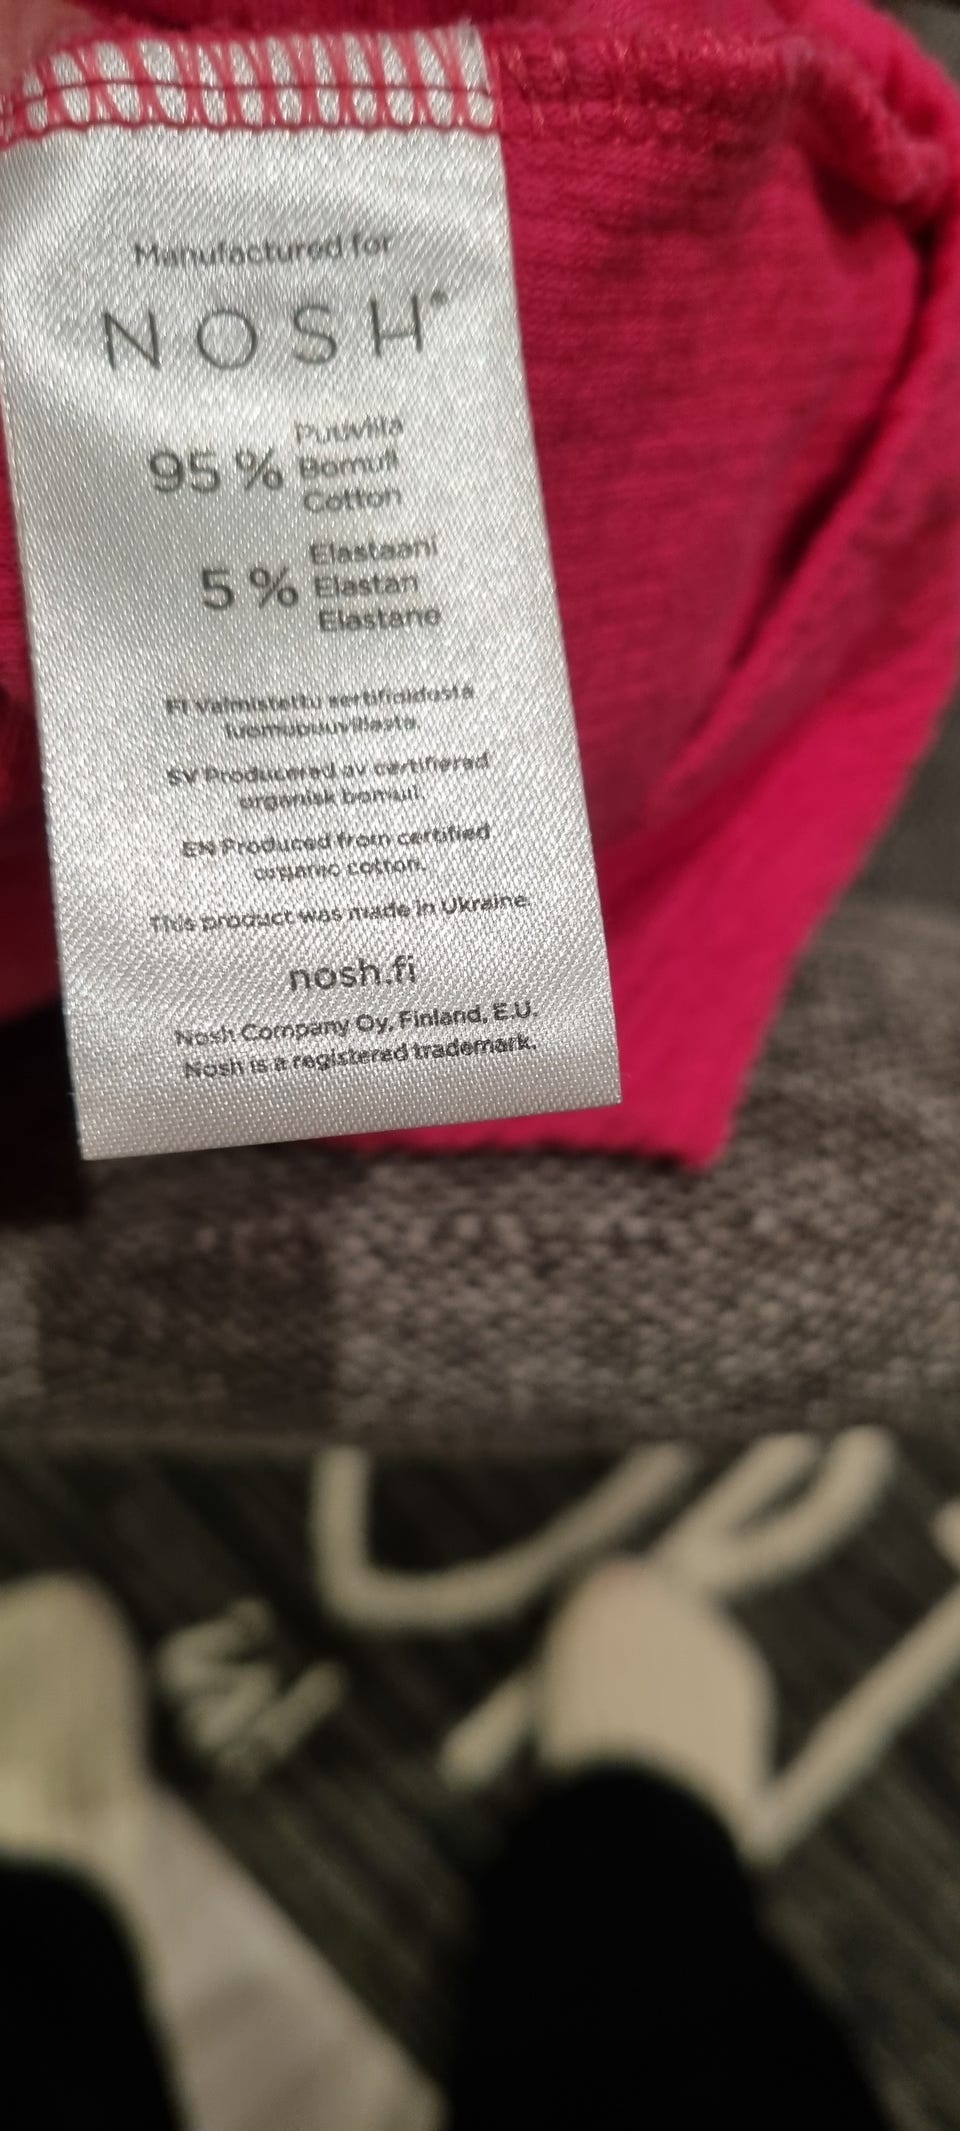 Manufactured for
NOSH®
95 % Puuvilla
Bomull
Cotton
5 % Elastaani
Elastan
Elastane
FI Valmistettu sertifioidusta
luomupuuvillasta.
SV Producerad av certifierad
organisk bomull.
EN Produced from certified
organic cotton.
This product was made in Ukraine.
nosh.fi
Nosh Company Oy, Finland, E.U.
Nosh is a registered trademark.